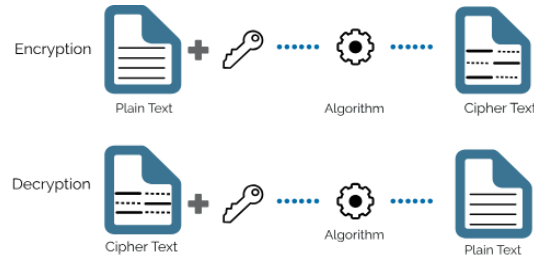 Encryption
Plain Text
Algorithm
Cipher Text
Decryption
Cipher Text
Algorithm
Plain Text